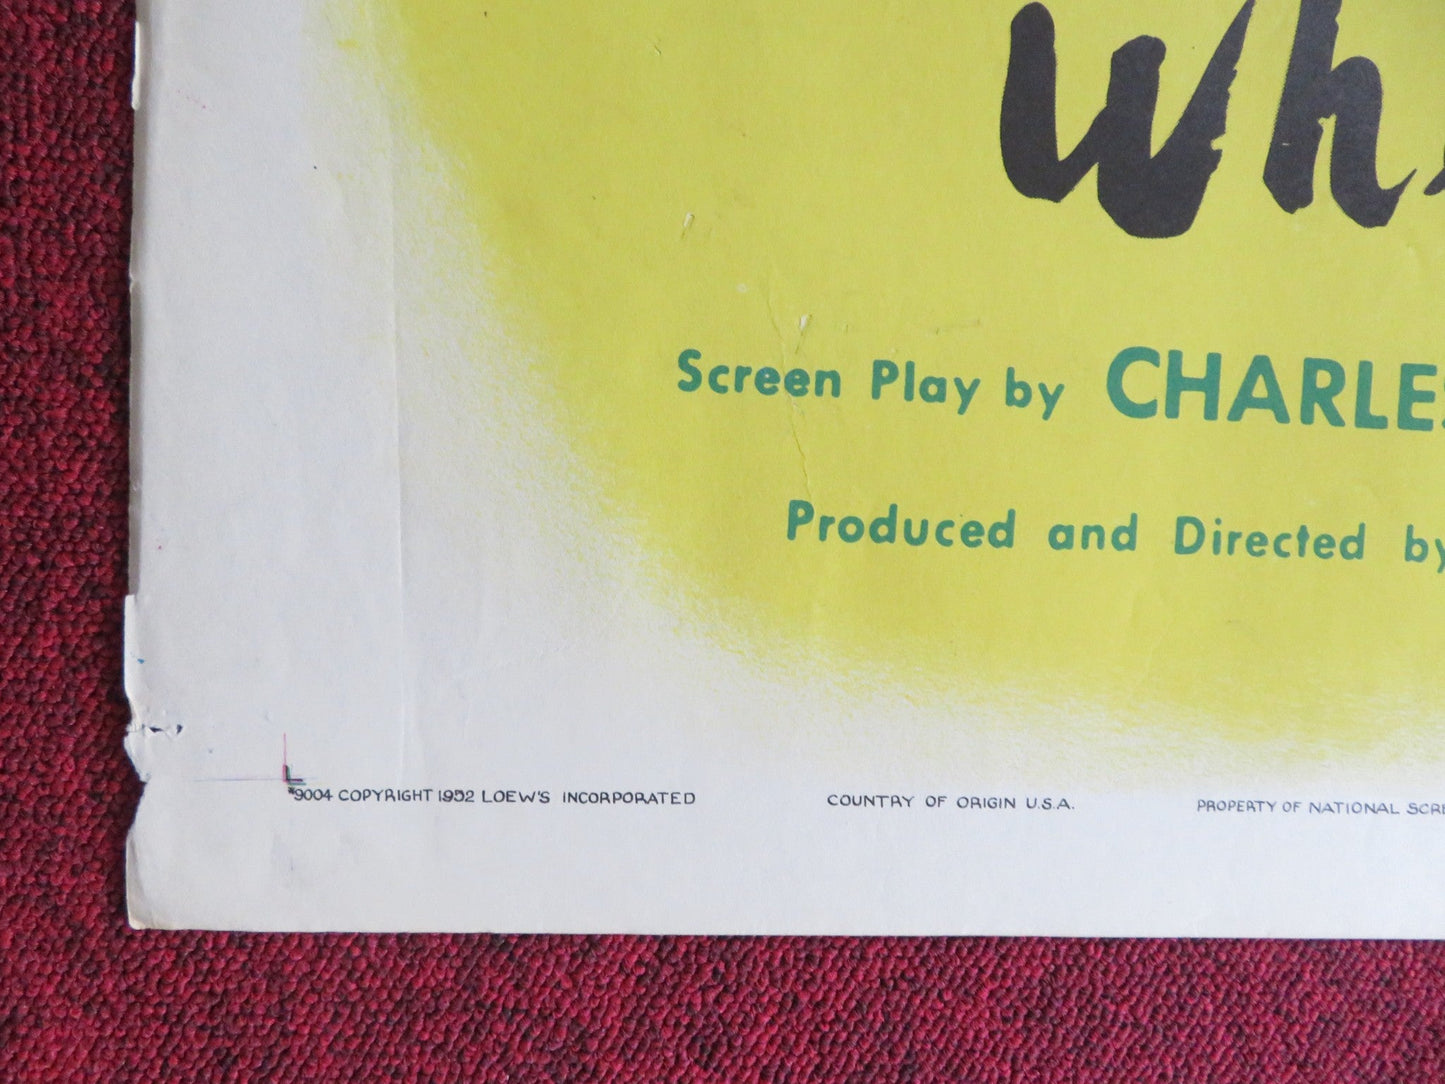 Wh
Screen Play by CHARLES
Produced and Directed by
*9004 COPYRIGHT 1952 LOEW'S INCORPORATED COUNTRY OF ORIGIN U.S.A. PROPERTY OF NATIONAL SCRE